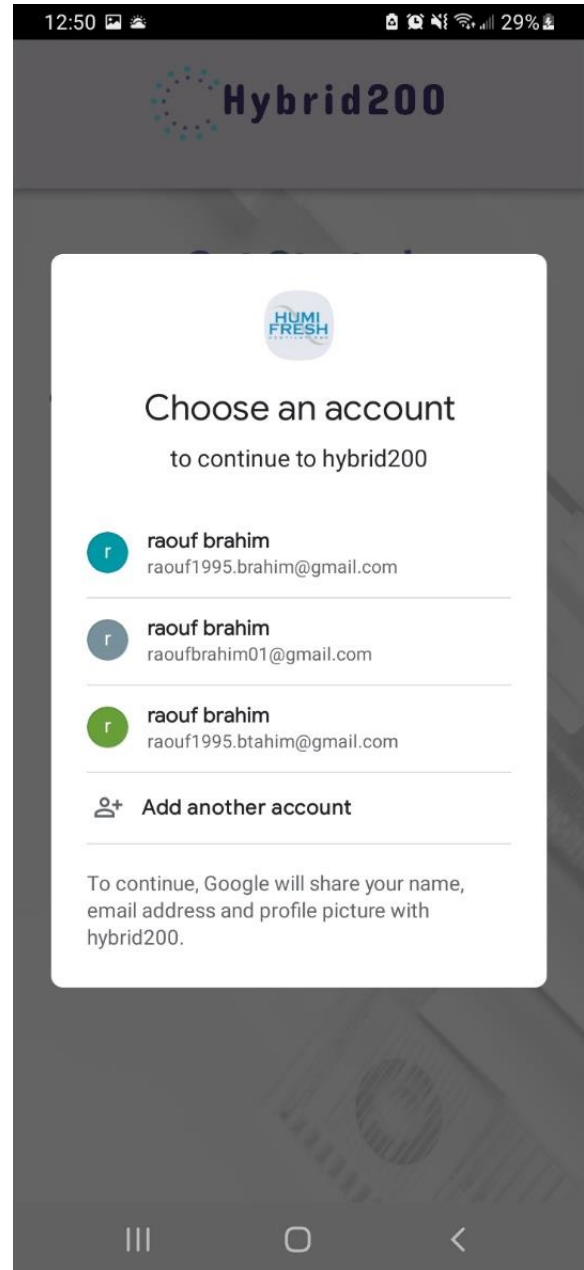 12:50
29%
Hybrid200
HUMI
FRESH
Choose an account
to continue to hybrid200
r
raouf brahim
raouf1995.brahim@gmail.com
r
raouf brahim
raoufbrahim01@gmail.com
r
raouf brahim
raouf1995.btahim@gmail.com
Add another account
To continue, Google will share your name,
email address and profile picture with
hybrid200.